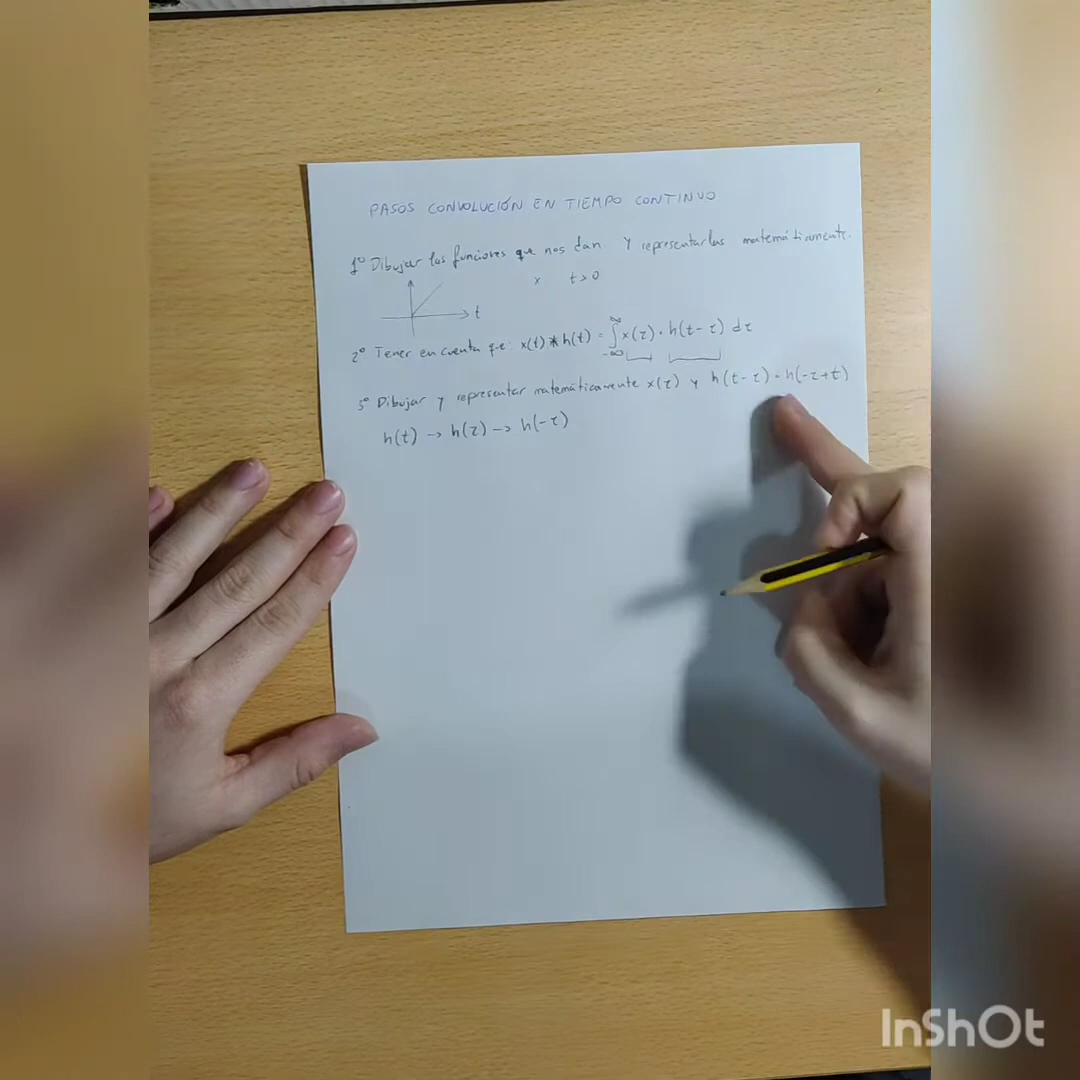 PASOS CONVOLUCIÓN EN TIEMPO CONTINUO
1º Dibujar las funciones que nos dan y representarlas matemáticamente.
x t>0
t
2º Tener en cuenta que: x(t)*h(t) = ∫_{-∞}^{∞} x(τ)·h(t-τ) dτ
3º Dibujar y representar matemáticamente x(τ) y h(t-τ) = h(-τ+t)
h(t) → h(τ) → h(-τ)
InShOt